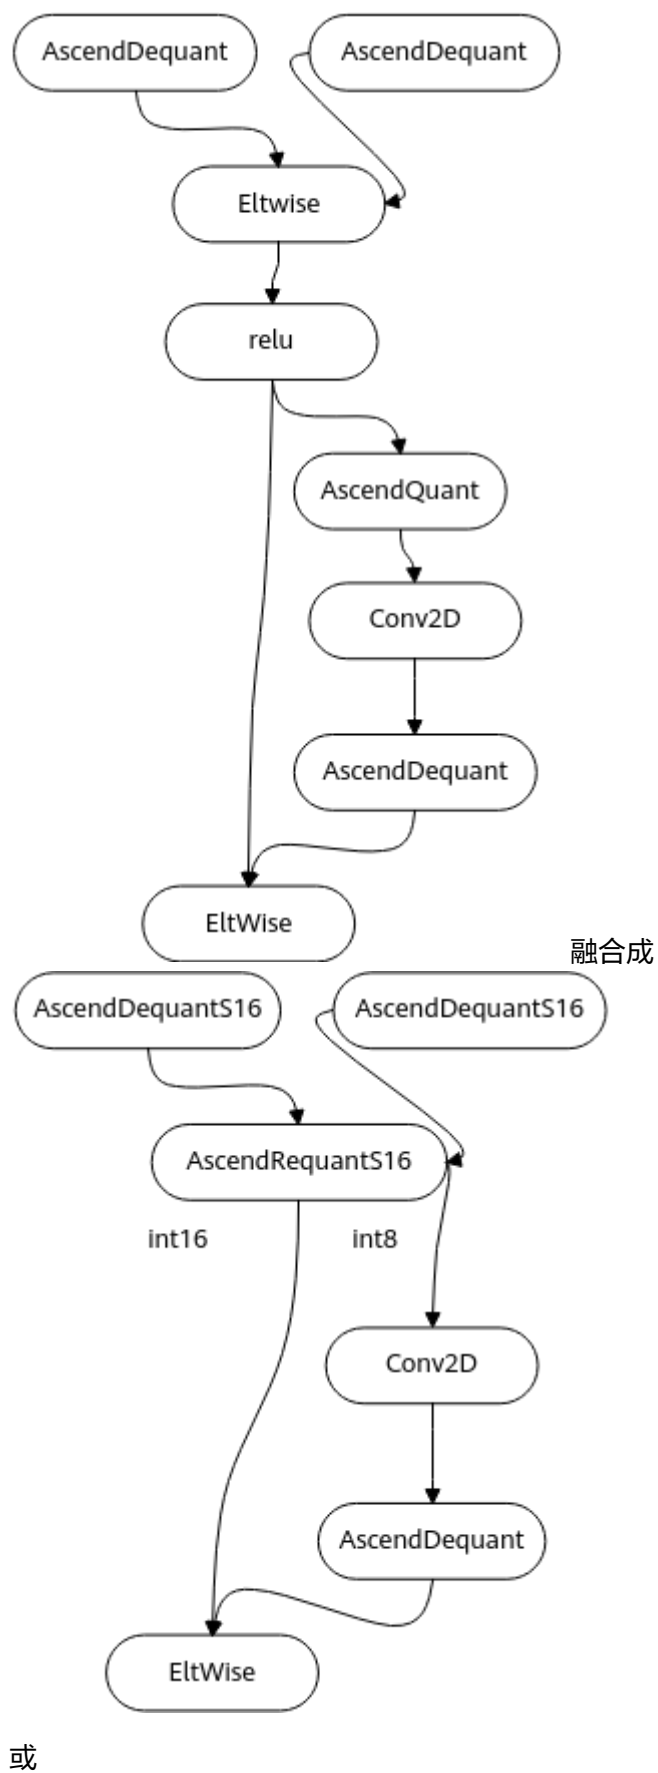 AscendDequant AscendDequant
Eltwise
relu
AscendQuant
Conv2D
AscendDequant
EltWise
融合成
AscendDequantS16 AscendDequantS16
AscendRequantS16
int16 int8
Conv2D
AscendDequant
EltWise
或